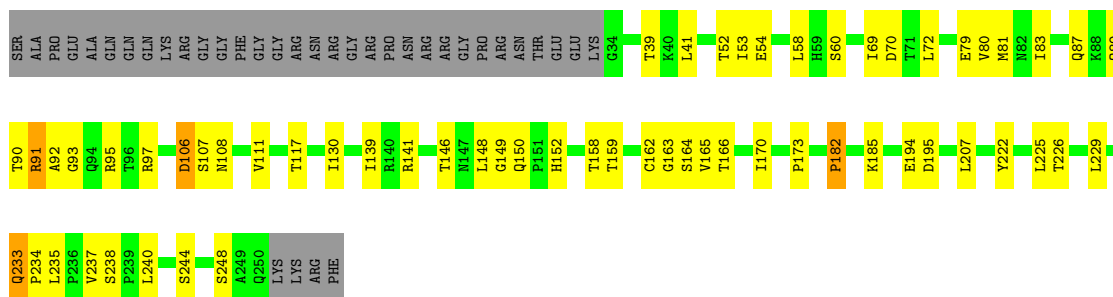 SER ALA PRO GLU ALA GLN GLN GLN LYS ARG GLY GLY PHE GLY GLY ARG ASN ARG GLY ARG PRO ASN ARG ARG GLY PRO ARG ASN THR GLU GLU LYS G34 T39 K40 L41 T52 I53 E54 L58 H59 S60 I69 D70 T71 L72 E79 V80 M81 N82 I83 Q87 K88
T90 R91 A92 G93 Q94 R95 T96 R97 D106 S107 N108 V111 T117 I130 I139 R140 R141 T146 N147 L148 G149 Q150 P151 H152 T158 T159 C162 G163 S164 V165 T166 I170 P173 P182 K185 E194 D195 L207 Y222 L225 T226 L229
Q233 P234 L235 P236 V237 S238 P239 L240 S244 S248 A249 Q250 LYS LYS ARG PHE